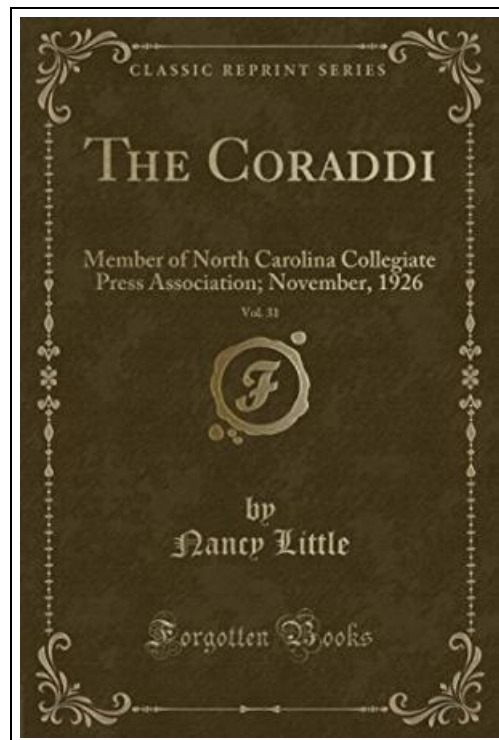 CLASSIC REPRINT SERIES
THE CORADDI
Member of North Carolina Collegiate
Press Association; November, 1926
Vol. 31
F
by
Nancy Little
Forgotten Books